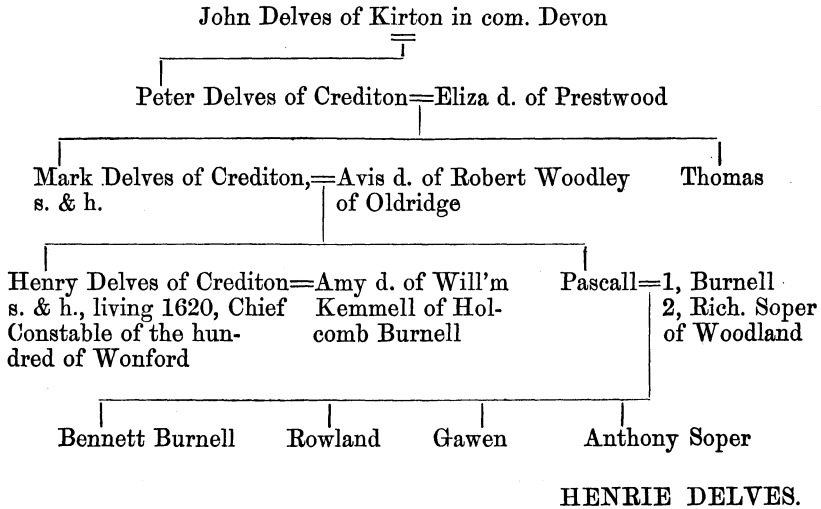 John Delves of Kirton in com. Devon
Peter Delves of Crediton=Eliza d. of Prestwood
Mark Delves of Crediton,=Avis d. of Robert Woodley
s. & h.
of Oldridge
Thomas
Henry Delves of Crediton=Amy d. of Will'm
s. & h., living 1620, Chief
Constable of the hun-
dred of Wonford
Kemmell of Hol-
comb Burnell
Pascall=1, Burnell
2, Rich. Soper
of Woodland
Bennett Burnell
Rowland
Gawen
Anthony Soper
HENRIE DELVES.